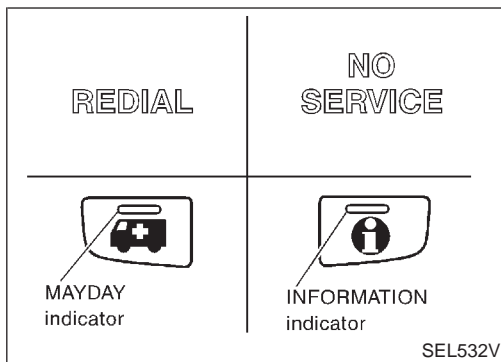 REDIAL
NO
SERVICE
MAYDAY
indicator
INFORMATION
indicator
SEL532V